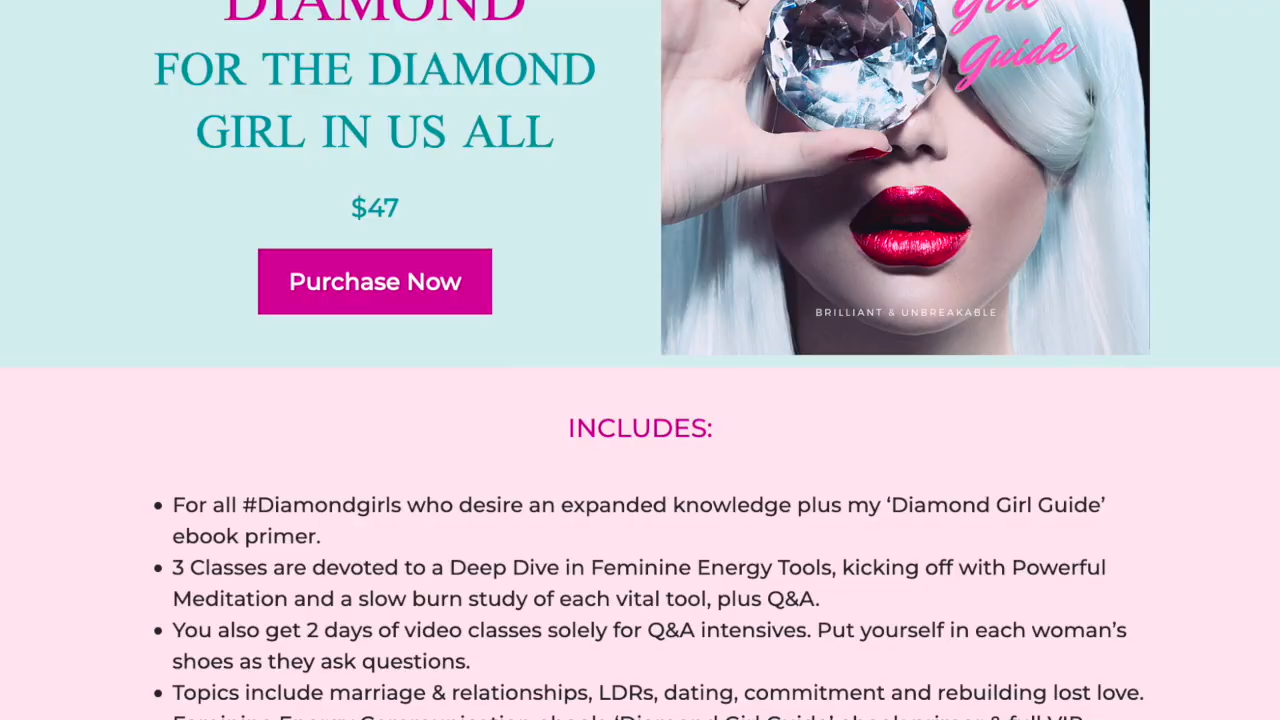 DIAMOND
FOR THE DIAMOND
GIRL IN US ALL
$47
Purchase Now
Girl
Guide
BRILLIANT & UNBREAKABLE
INCLUDES:
• For all #Diamondgirls who desire an expanded knowledge plus my ‘Diamond Girl Guide’
ebook primer.
• 3 Classes are devoted to a Deep Dive in Feminine Energy Tools, kicking off with Powerful
Meditation and a slow burn study of each vital tool, plus Q&A.
• You also get 2 days of video classes solely for Q&A intensives. Put yourself in each woman’s
shoes as they ask questions.
• Topics include marriage & relationships, LDRs, dating, commitment and rebuilding lost love.